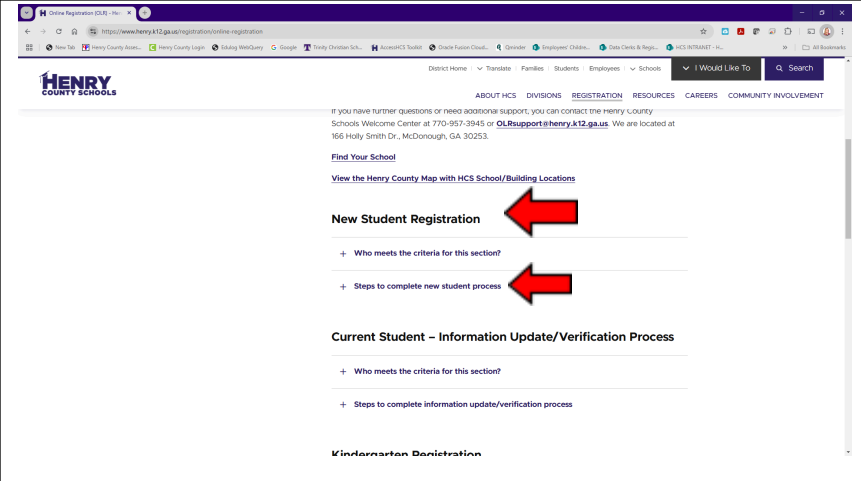 Online Registration (OLR) - Hen
https://www.henry.k12.ga.us/registration/online-registration
New Tab Henry County Asses... Henry County Login Edulog WebQuery Google Trinity Christian Sch... AccessHCS Toolkit Oracle Fusion Cloud... Qminder Employees' Childre... Data Clerks & Regis... HCS INTRANET - H... » All Bookmarks
District Home Translate Families Students Employees Schools I Would Like To Search
HENRY
COUNTY SCHOOLS
ABOUT HCS DIVISIONS REGISTRATION RESOURCES CAREERS COMMUNITY INVOLVEMENT
If you have further questions or need additional support, you can contact the Henry County
Schools Welcome Center at 770-957-3945 or OLRsupport@henry.k12.ga.us. We are located at
166 Holly Smith Dr., McDonough, GA 30253.
Find Your School
View the Henry County Map with HCS School/Building Locations
New Student Registration
+ Who meets the criteria for this section?
+ Steps to complete new student process
Current Student – Information Update/Verification Process
+ Who meets the criteria for this section?
+ Steps to complete information update/verification process
Kindergarten Registration